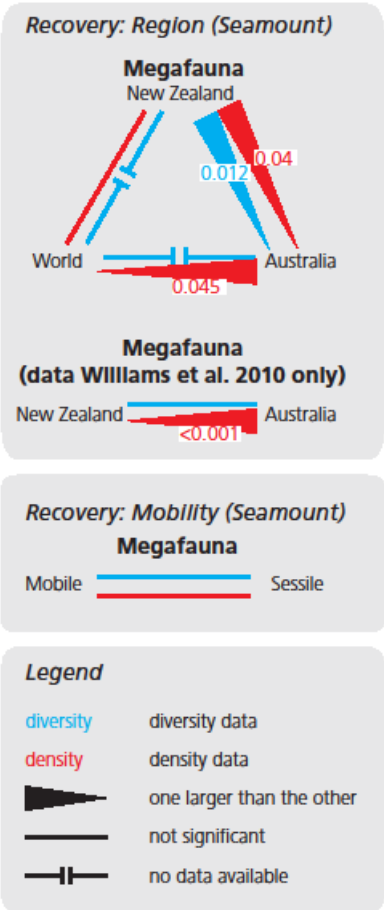 Recovery: Region (Seamount)
Megafauna
New Zealand
0.012
0.04
World
Australia
0.045
Megafauna
(data Williams et al. 2010 only)
New Zealand
Australia
<0.001
Recovery: Mobility (Seamount)
Megafauna
Mobile
Sessile
Legend
diversity diversity data
density density data
one larger than the other
not significant
no data available